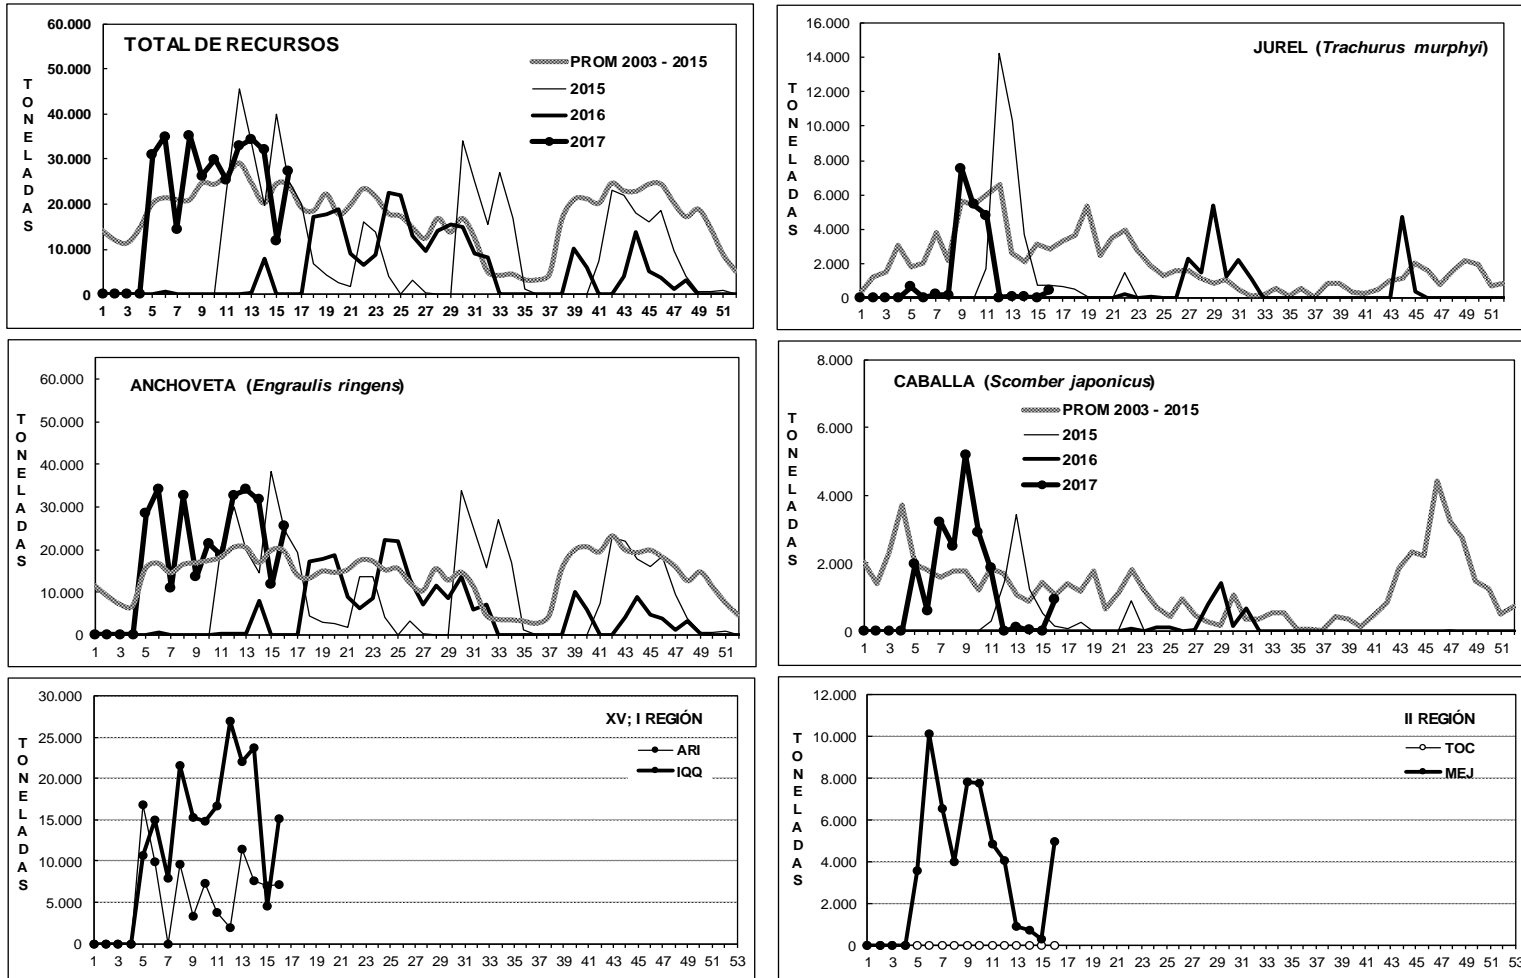 TOTAL DE RECURSOS
TONELADAS
60.000
50.000
40.000
30.000
20.000
10.000
0
PROM 2003 - 2015
2015
2016
2017
1 3 5 7 9 11 13 15 17 19 21 23 25 27 29 31 33 35 37 39 41 43 45 47 49 51
JUREL (Trachurus murphyi)
TONELADAS
16.000
14.000
12.000
10.000
8.000
6.000
4.000
2.000
0
1 3 5 7 9 11 13 15 17 19 21 23 25 27 29 31 33 35 37 39 41 43 45 47 49 51
ANCHOVETA (Engraulis ringens)
TONELADAS
60.000
50.000
40.000
30.000
20.000
10.000
0
1 3 5 7 9 11 13 15 17 19 21 23 25 27 29 31 33 35 37 39 41 43 45 47 49 51
CABALLA (Scomber japonicus)
TONELADAS
8.000
6.000
4.000
2.000
0
PROM 2003 - 2015
2015
2016
2017
1 3 5 7 9 11 13 15 17 19 21 23 25 27 29 31 33 35 37 39 41 43 45 47 49 51
XV; I REGIÓN
TONELADAS
30.000
25.000
20.000
15.000
10.000
5.000
0
ARI
IQQ
1 3 5 7 9 11 13 15 17 19 21 23 25 27 29 31 33 35 37 39 41 43 45 47 49 51 53
II REGIÓN
TONELADAS
12.000
10.000
8.000
6.000
4.000
2.000
0
TOC
MEJ
1 3 5 7 9 11 13 15 17 19 21 23 25 27 29 31 33 35 37 39 41 43 45 47 49 51 53